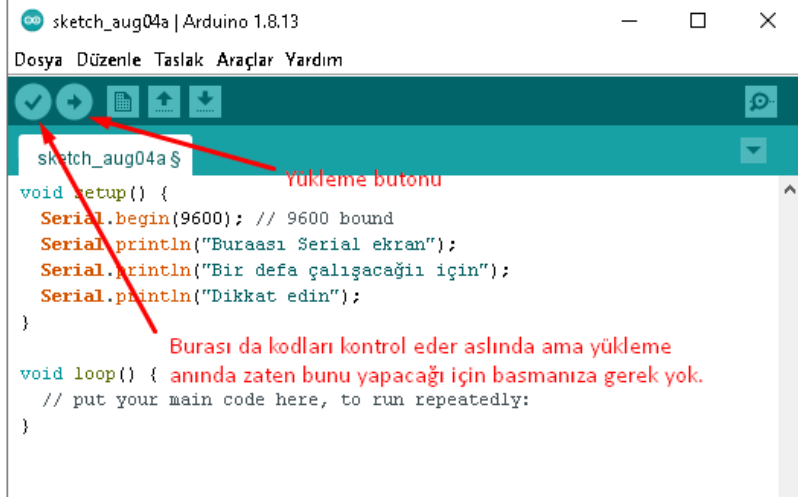 sketch_aug04a | Arduino 1.8.13
Dosya Düzenle Taslak Araçlar Yardım
sketch_aug04a §
Yükleme butonu
void setup() {
Serial.begin(9600); // 9600 bound
Serial.println("Buraası Serial ekran");
Serial.println("Bir defa çalışacağıı için");
Serial.println("Dikkat edin");
}
Burası da kodları kontrol eder aslında ama yükleme
anında zaten bunu yapacağı için basmanıza gerek yok.
void loop() {
// put your main code here, to run repeatedly:
}